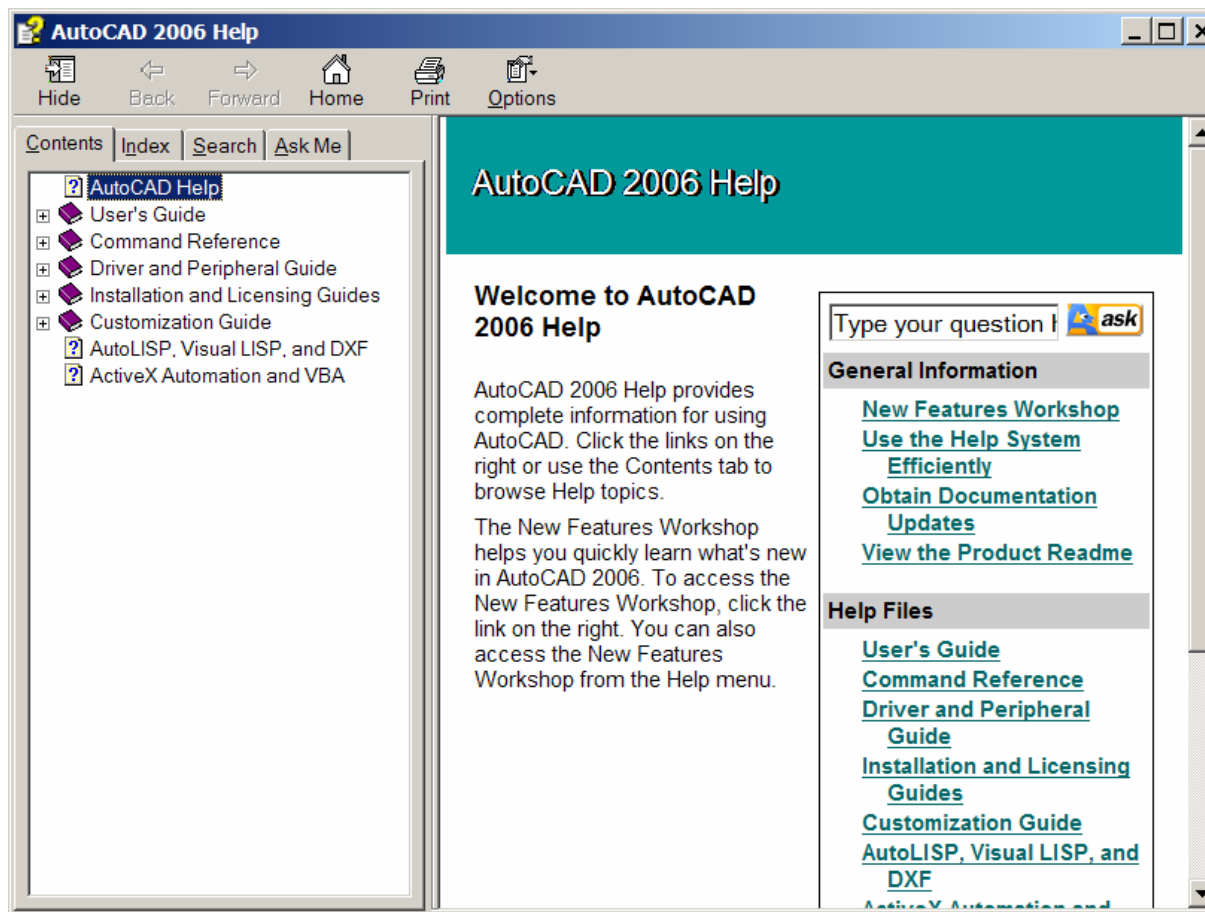 AutoCAD 2006 Help
Hide Back Forward Home Print Options
Contents Index Search Ask Me
AutoCAD Help
User's Guide
Command Reference
Driver and Peripheral Guide
Installation and Licensing Guides
Customization Guide
AutoLISP, Visual LISP, and DXF
ActiveX Automation and VBA
AutoCAD 2006 Help
Welcome to AutoCAD
2006 Help
AutoCAD 2006 Help provides
complete information for using
AutoCAD. Click the links on the
right or use the Contents tab to
browse Help topics.
The New Features Workshop
helps you quickly learn what's new
in AutoCAD 2006. To access the
New Features Workshop, click the
link on the right. You can also
access the New Features
Workshop from the Help menu.
Type your question ask
General Information
New Features Workshop
Use the Help System
Efficiently
Obtain Documentation
Updates
View the Product Readme
Help Files
User's Guide
Command Reference
Driver and Peripheral
Guide
Installation and Licensing
Guides
Customization Guide
AutoLISP, Visual LISP, and
DXF
ActiveX Automation and